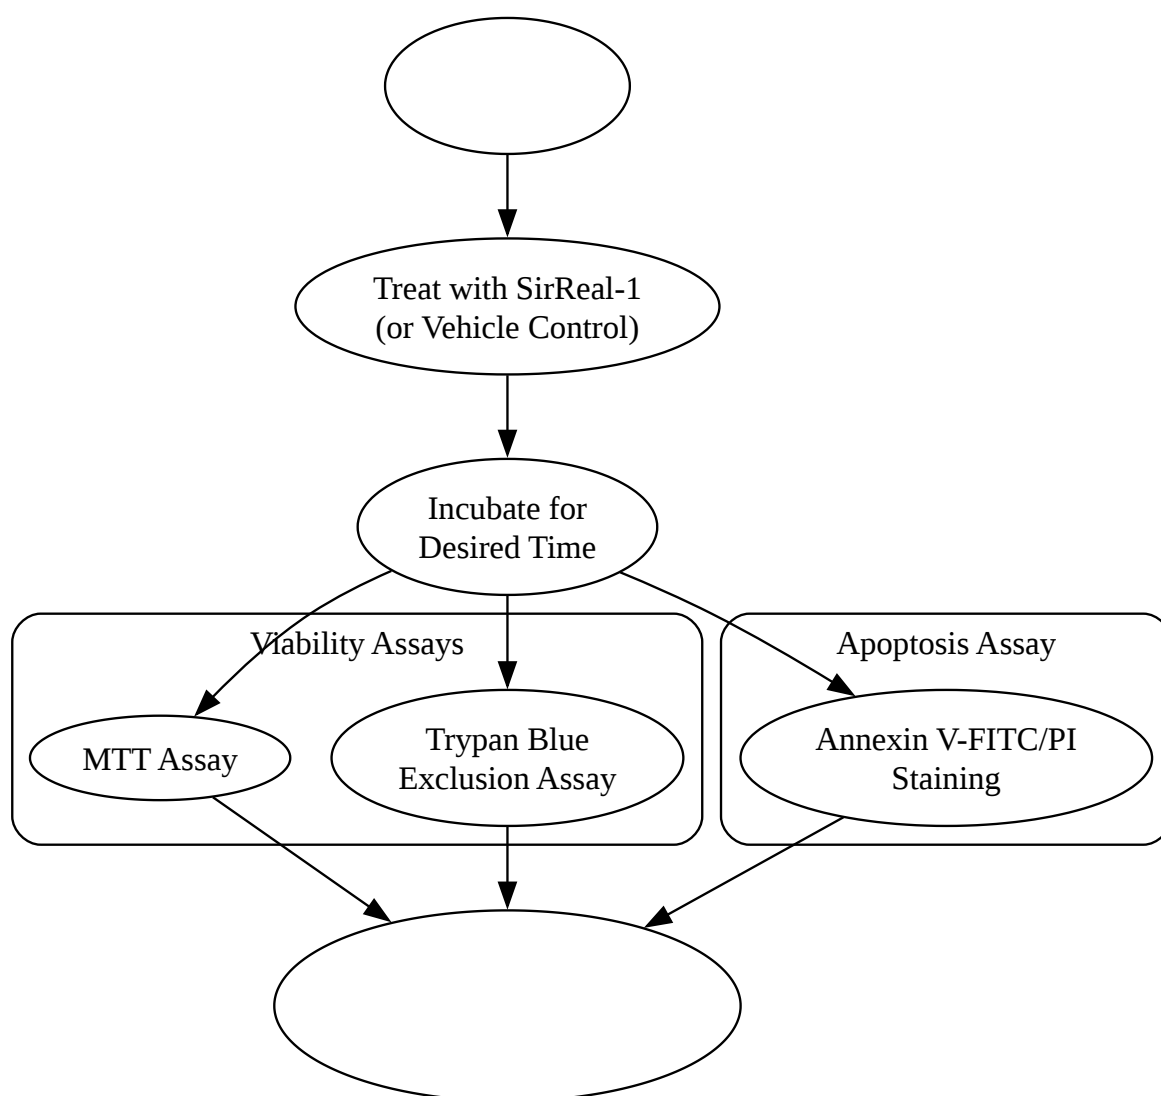 Treat with SirReal-1
(or Vehicle Control)
Incubate for
Desired Time
Viability Assays
Apoptosis Assay
MTT Assay
Trypan Blue
Exclusion Assay
Annexin V-FITC/PI
Staining